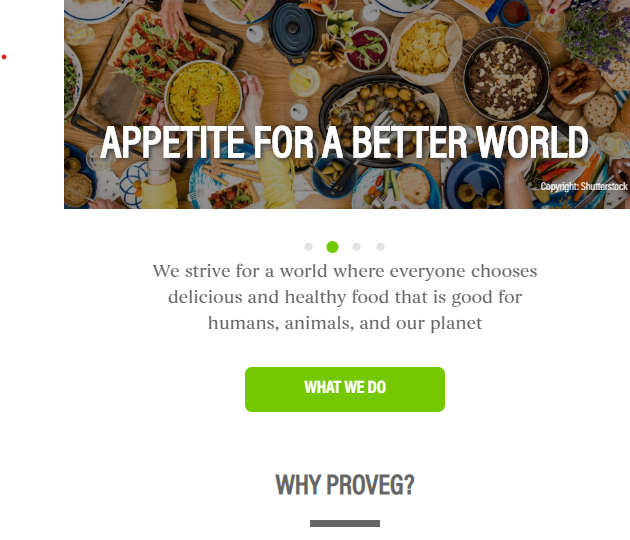 APPETITE FOR A BETTER WORLD
Copyright: Shutterstock
We strive for a world where everyone chooses
delicious and healthy food that is good for
humans, animals, and our planet
WHAT WE DO
WHY PROVEG?